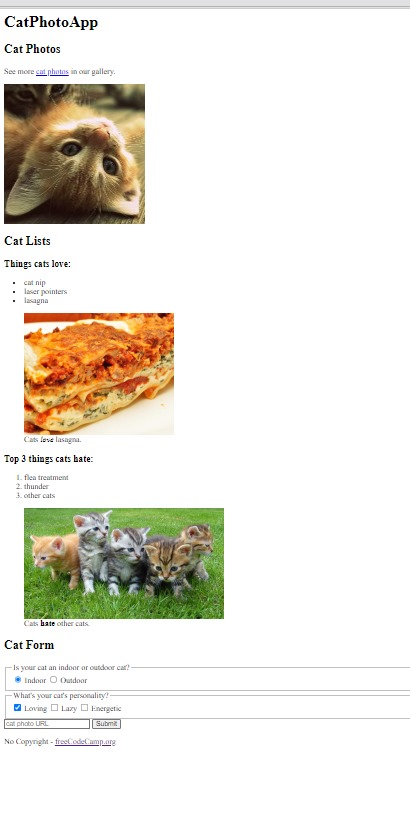 CatPhotoApp
Cat Photos
See more cat photos in our gallery.
Cat Lists
Things cats love:
cat nip
laser pointers
lasagna
Cats love lasagna.
Top 3 things cats hate:
1. flea treatment
2. thunder
3. other cats
Cats hate other cats.
Cat Form
Is your cat an indoor or outdoor cat?
Indoor Outdoor
What's your cat's personality?
Loving Lazy Energetic
cat photo URL Submit
No Copyright - freeCodeCamp.org